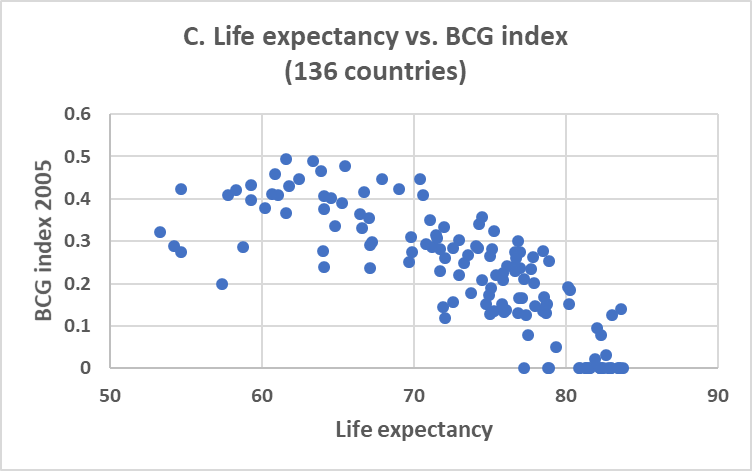 C. Life expectancy vs. BCG index
(136 countries)
0.6
0.5
0.4
0.3
0.2
0.1
0
BCG index 2005
50 60 70 80 90
Life expectancy